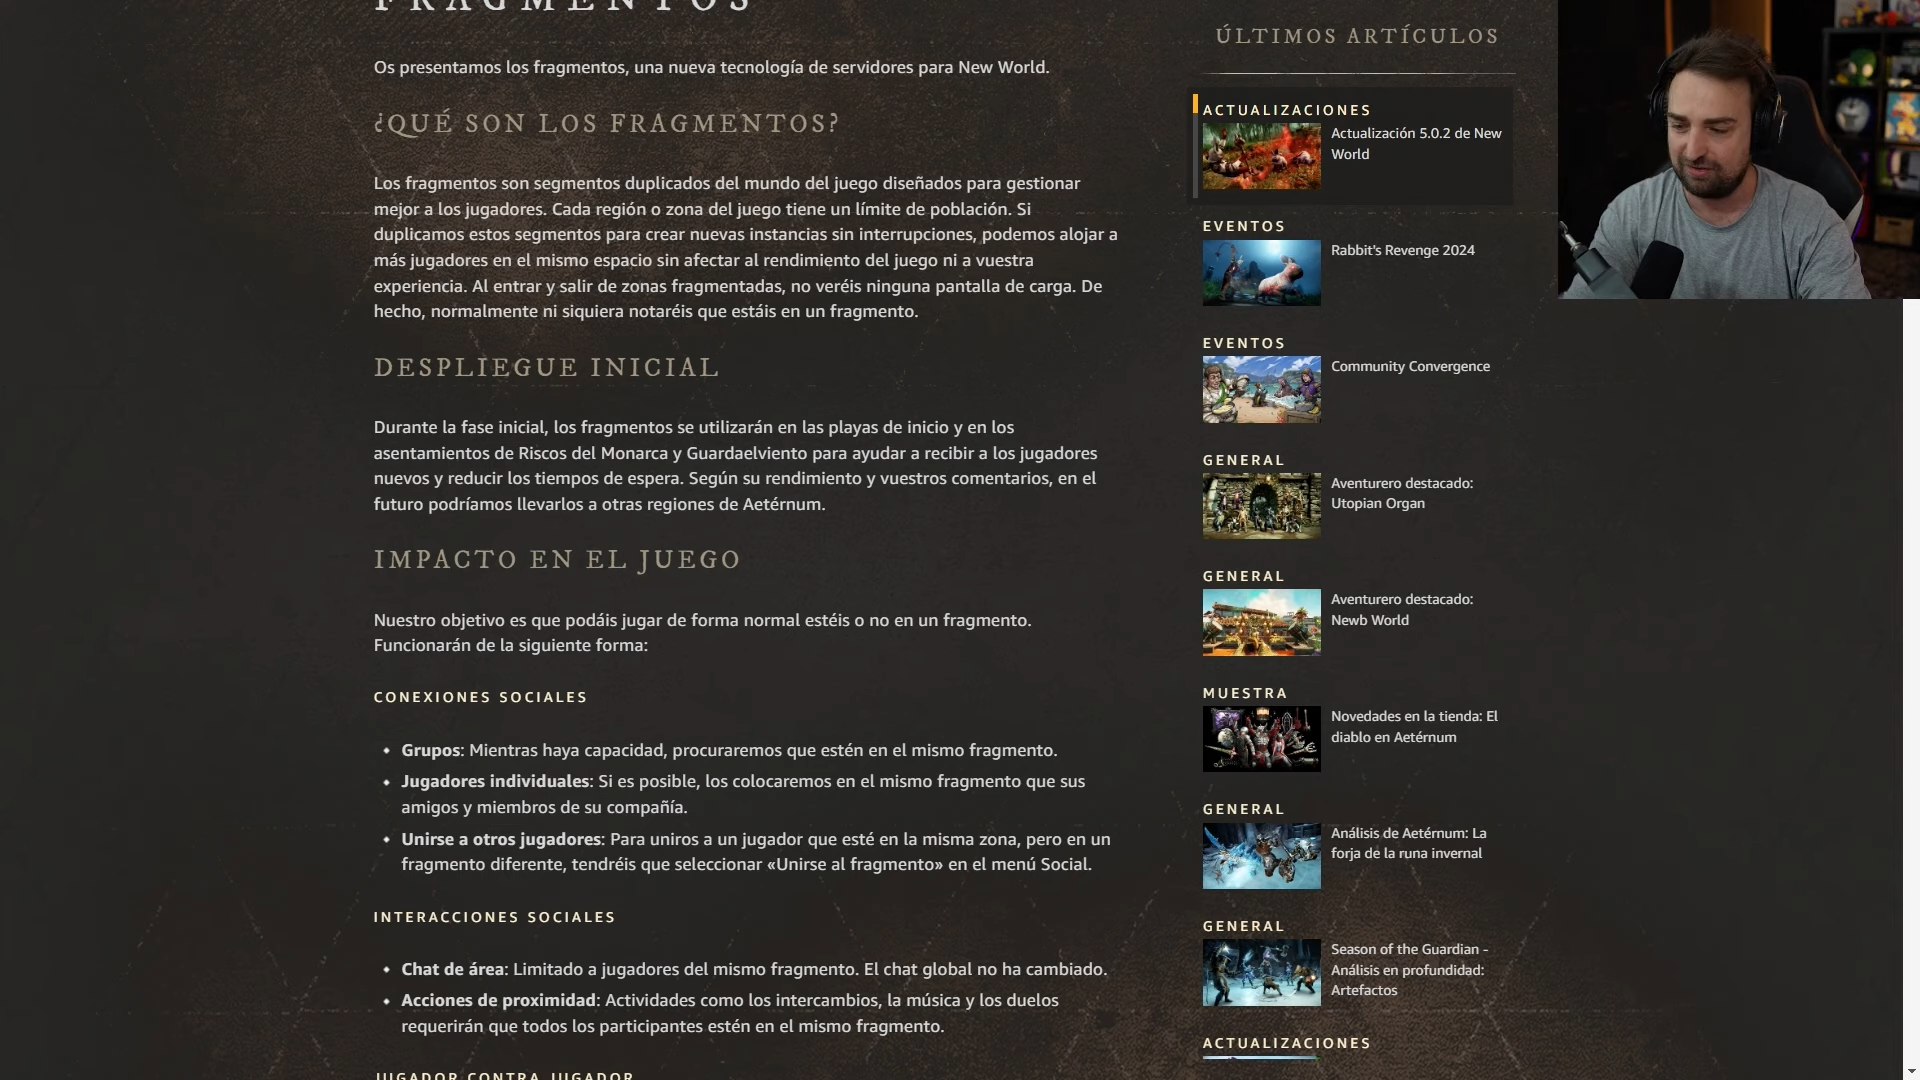 FRAGMENTOS
Os presentamos los fragmentos, una nueva tecnología de servidores para New World.
¿QUÉ SON LOS FRAGMENTOS?
Los fragmentos son segmentos duplicados del mundo del juego diseñados para gestionar
mejor a los jugadores. Cada región o zona del juego tiene un límite de población. Si
duplicamos estos segmentos para crear nuevas instancias sin interrupciones, podemos alojar a
más jugadores en el mismo espacio sin afectar al rendimiento del juego ni a vuestra
experiencia. Al entrar y salir de zonas fragmentadas, no veréis ninguna pantalla de carga. De
hecho, normalmente ni siquiera notaréis que estáis en un fragmento.
DESPLIEGUE INICIAL
Durante la fase inicial, los fragmentos se utilizarán en las playas de inicio y en los
asentamientos de Riscos del Monarca y Guardaelviento para ayudar a recibir a los jugadores
nuevos y reducir los tiempos de espera. Según su rendimiento y vuestros comentarios, en el
futuro podríamos llevarlos a otras regiones de Aetérnum.
IMPACTO EN EL JUEGO
Nuestro objetivo es que podáis jugar de forma normal estéis o no en un fragmento.
Funcionarán de la siguiente forma:
CONEXIONES SOCIALES
Grupos: Mientras haya capacidad, procuraremos que estén en el mismo fragmento.
Jugadores individuales: Si es posible, los colocaremos en el mismo fragmento que sus
amigos y miembros de su compañía.
Unirse a otros jugadores: Para uniros a un jugador que esté en la misma zona, pero en un
fragmento diferente, tendréis que seleccionar «Unirse al fragmento» en el menú Social.
INTERACCIONES SOCIALES
Chat de área: Limitado a jugadores del mismo fragmento. El chat global no ha cambiado.
Acciones de proximidad: Actividades como los intercambios, la música y los duelos
requerirán que todos los participantes estén en el mismo fragmento.
JUGADOR CONTRA JUGADOR
ÚLTIMOS ARTÍCULOS
ACTUALIZACIONES
Actualización 5.0.2 de New
World
EVENTOS
Rabbit's Revenge 2024
EVENTOS
Community Convergence
GENERAL
Aventurero destacado:
Utopian Organ
GENERAL
Aventurero destacado:
Newb World
MUESTRA
Novedades en la tienda: El
diablo en Aetérnum
GENERAL
Análisis de Aetérnum: La
forja de la runa invernal
GENERAL
Season of the Guardian -
Análisis en profundidad:
Artefactos
ACTUALIZACIONES